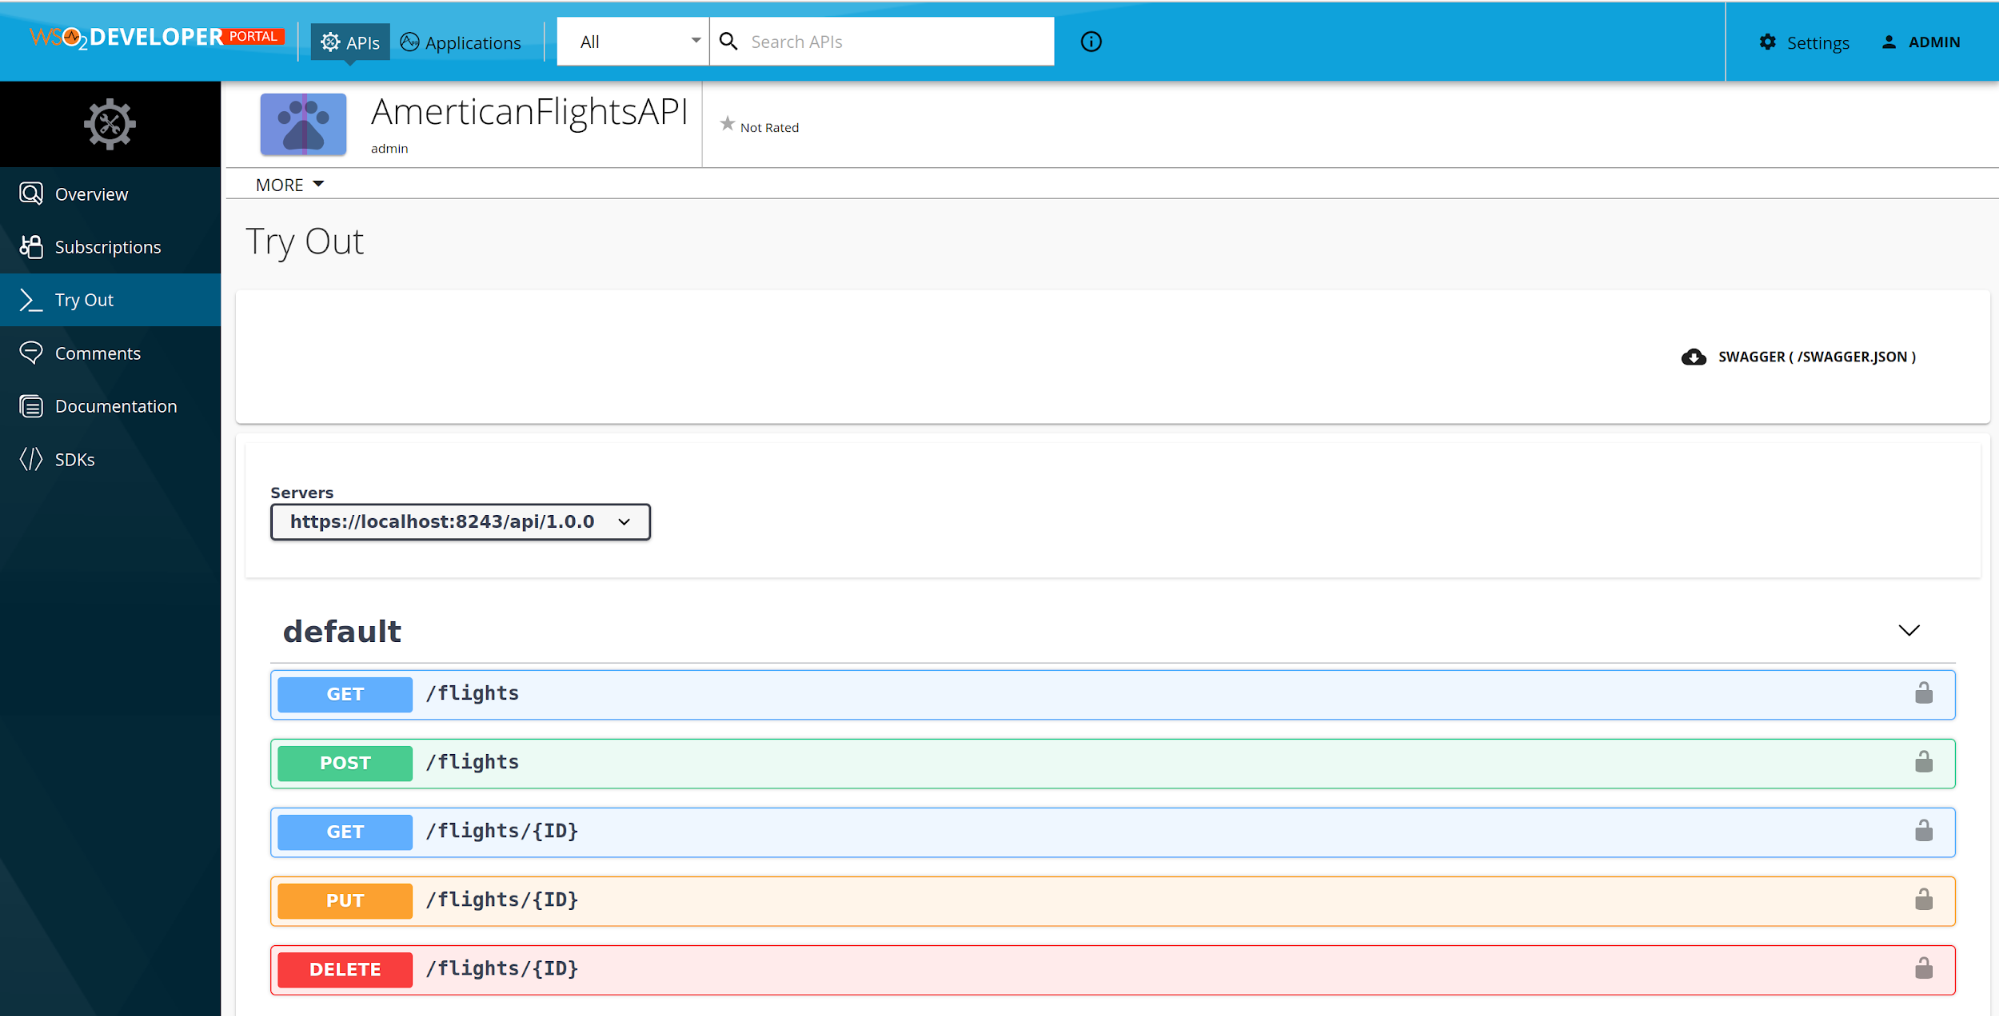 WSO2 DEVELOPER PORTAL
APIs
Applications
All
Search APIs
Settings
ADMIN
AmerticanFlightsAPI
admin
Not Rated
MORE
Overview
Subscriptions
Try Out
Comments
Documentation
SDKs
Try Out
SWAGGER ( /SWAGGER.JSON )
Servers
https://localhost:8243/api/1.0.0
default
GET /flights
POST /flights
GET /flights/{ID}
PUT /flights/{ID}
DELETE /flights/{ID}